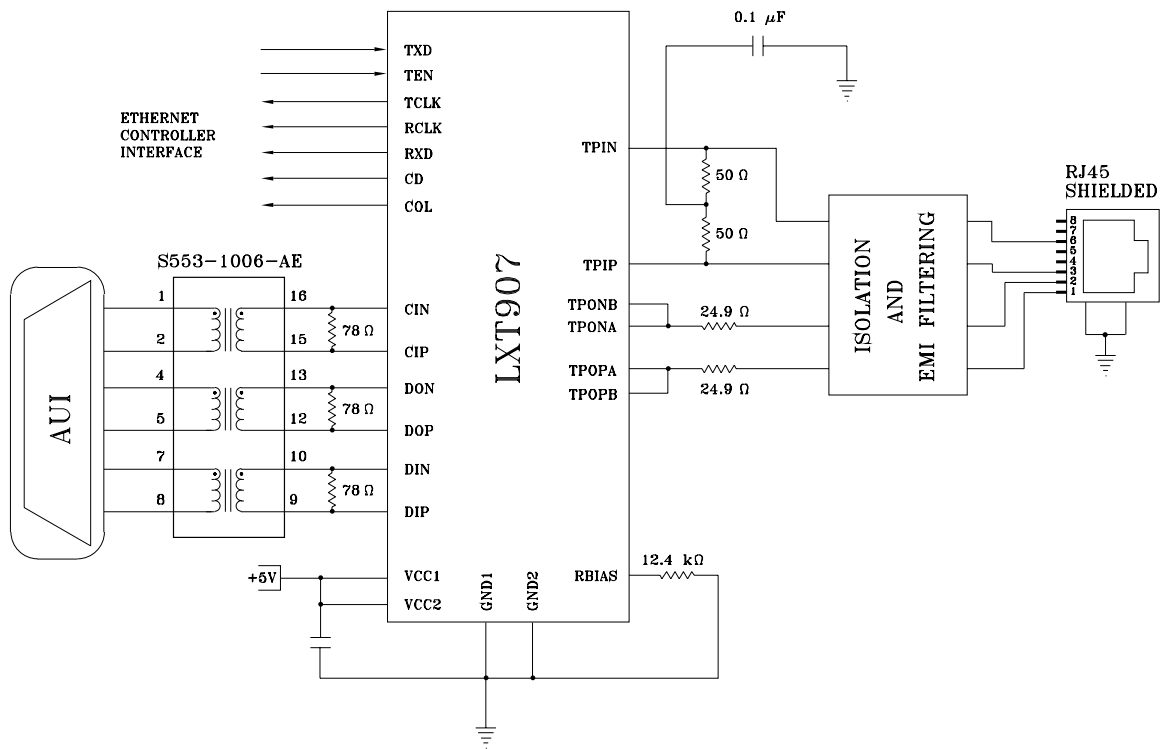 0.1 μF
TXD
TEN
TCLK
RCLK
RXD
CD
COL
ETHERNET
CONTROLLER
INTERFACE
TPIN
50 Ω
50 Ω
TPIP
RJ45
SHIELDED
8
7
6
5
4
3
2
1
S553-1006-AE
1
16
2
15
4
13
5
12
7
10
8
9
78 Ω
78 Ω
78 Ω
AUI
CIN
CIP
DON
DOP
DIN
DIP
LXT907
TPONB
TPONA
24.9 Ω
TPOPA
TPOPB
24.9 Ω
ISOLATION
AND
EMI FILTERING
+5V
VCC1
VCC2
GND1
GND2
RBIAS
12.4 kΩ